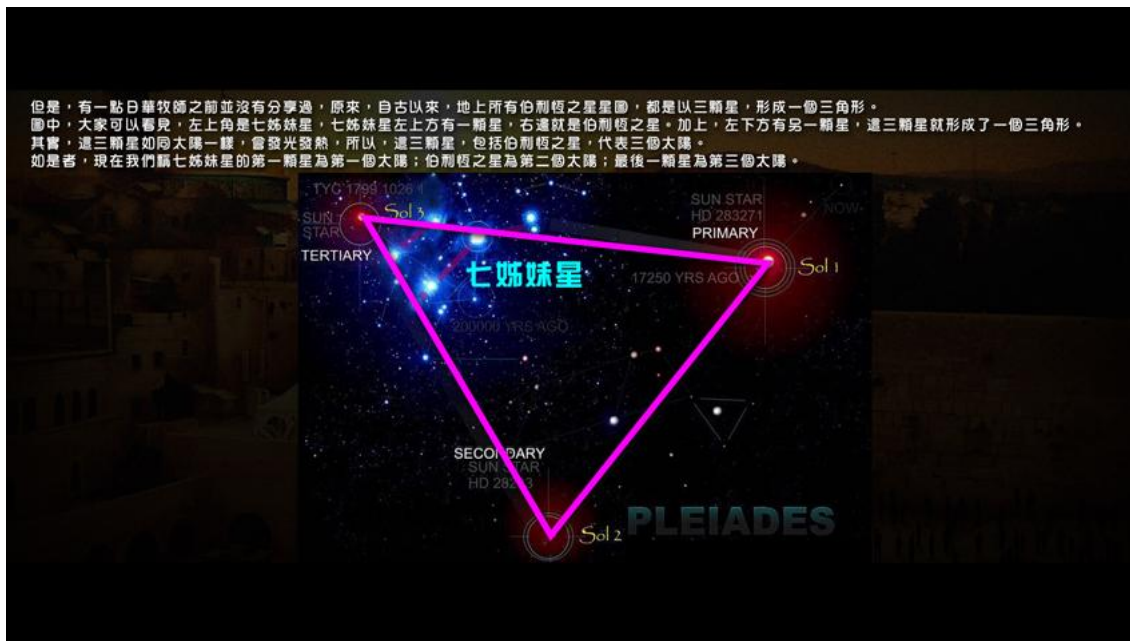 但是，有一點日華牧師之前並沒有分享過，原來，自古以來，地上所有伯利恆之星星圖，都是以三顆星，形成一個三角形。
圖中，大家可以看見，左上角是七姊妹星，七姊妹星左上方有一顆星，右邊就是伯利恆之星。加上，左下方有另一顆星，這三顆星就形成了一個三角形。
其實，這三顆星如同太陽一樣，會發光發熱，所以，這三顆星，包括伯利恆之星，代表三個太陽。
如是者，現在我們稱七姊妹星的第一顆星為第一個太陽；伯利恆之星為第二個太陽；最後一顆星為第三個太陽。
TYC 1799 1026 1
SUN STAR
Sol 3
TERTIARY
SUN STAR
HD 283271
PRIMARY
NOW
Sol 1
七姊妹星
17250 YRS AGO
200000 YRS AGO
SECONDARY
SUN STAR
HD
Sol 2
PLEIADES